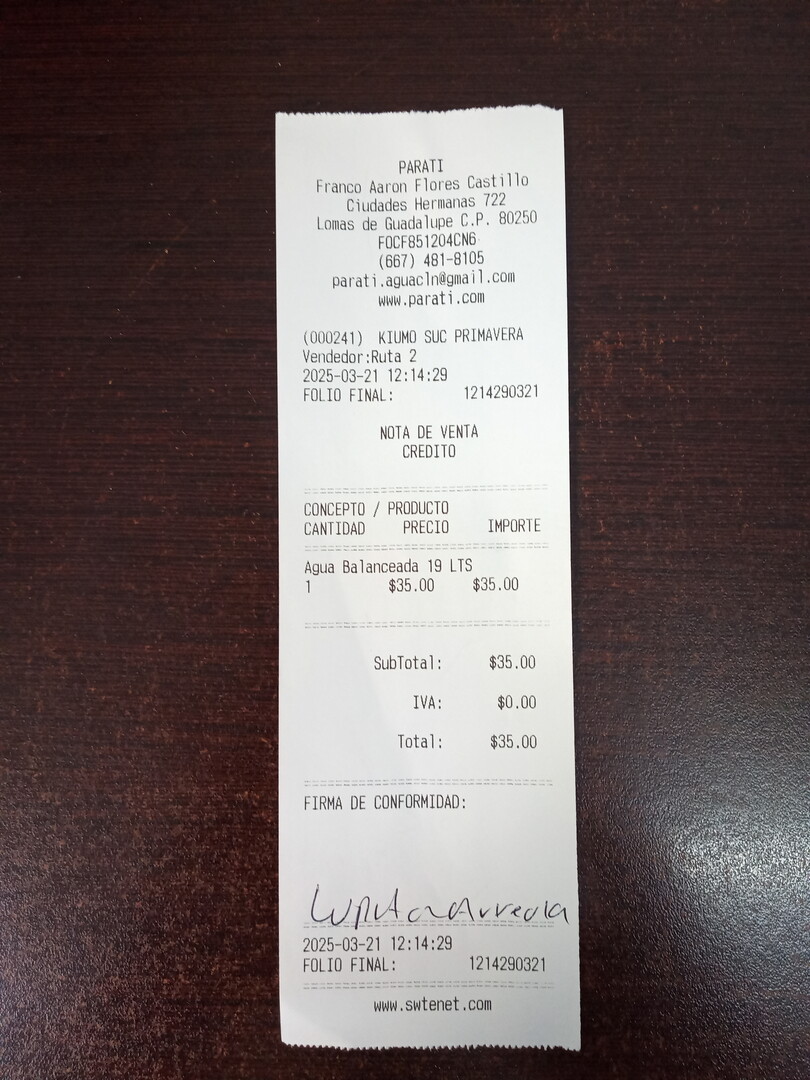 PARATI
Franco Aaron Flores Castillo
Ciudades Hermanas 722
Lomas de Guadalupe C.P. 80250
FOCF851204CN6
(667) 481-8105
parati.aguacln@gmail.com
www.parati.com
(000241) KIUMO SUC PRIMAVERA
Vendedor:Ruta 2
2025-03-21 12:14:29
FOLIO FINAL: 1214290321
NOTA DE VENTA
CREDITO
CONCEPTO / PRODUCTO
CANTIDAD PRECIO IMPORTE
Agua Balanceada 19 LTS
1 $35.00 $35.00
SubTotal: $35.00
IVA: $0.00
Total: $35.00
FIRMA DE CONFORMIDAD:
2025-03-21 12:14:29
FOLIO FINAL: 1214290321
www.swtenet.com